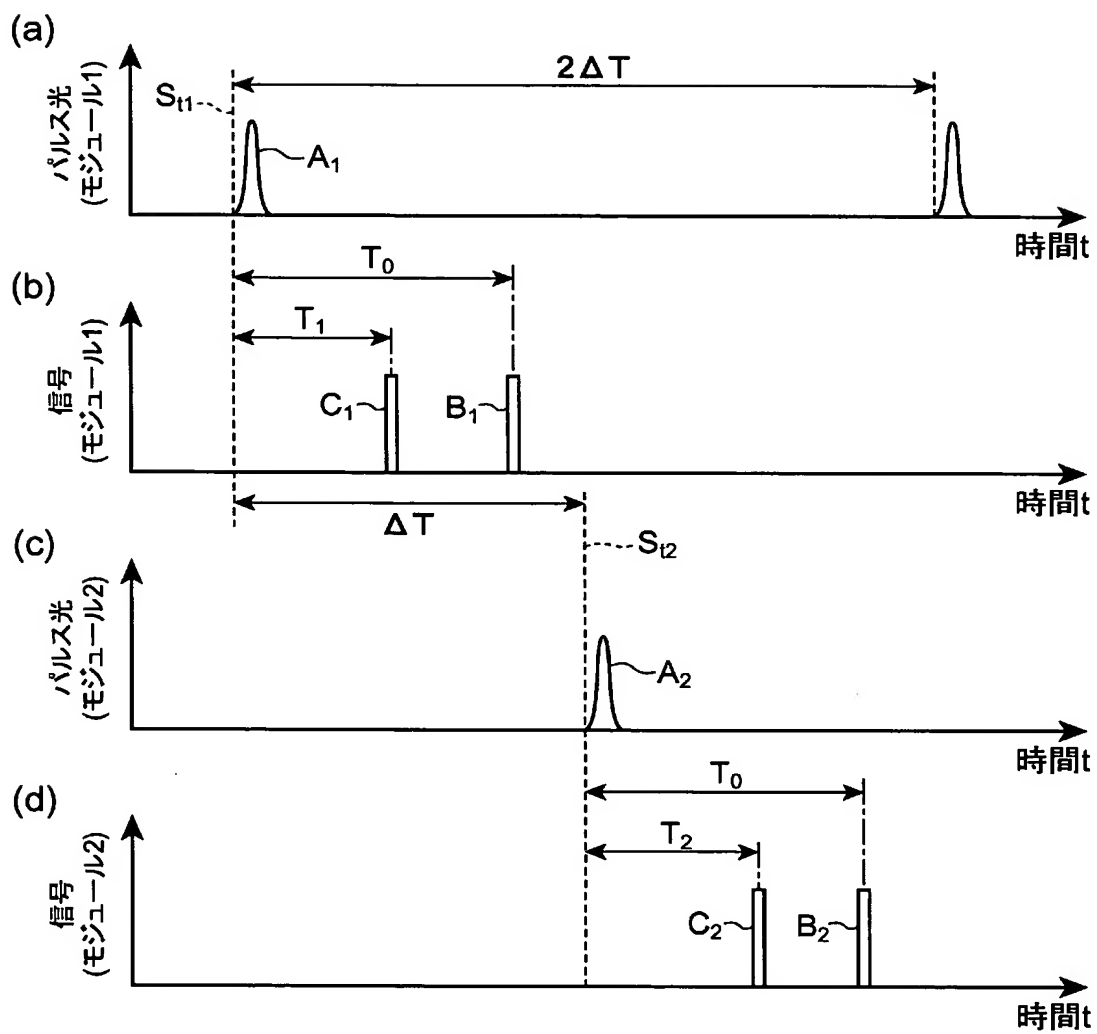 (a)
パルス光
(モジュール1)
St1
2ΔT
A1
時間t
(b)
信号
(モジュール1)
T0
T1
C1
B1
時間t
ΔT
(c)
パルス光
(モジュール2)
St2
A2
時間t
(d)
信号
(モジュール2)
T0
T2
C2
B2
時間t